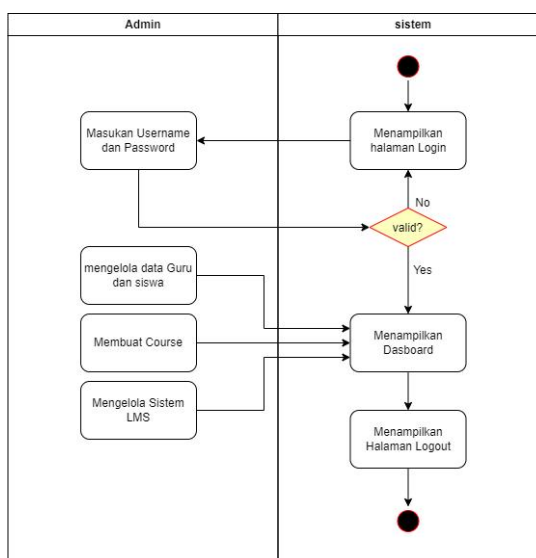 Admin
sistem
Masukan Username
dan Password
Menampilkan
halaman Login
No
valid?
mengelola data Guru
dan siswa
Yes
Membuat Course
Menampilkan
Dasboard
Mengelola Sistem
LMS
Menampilkan
Halaman Logout